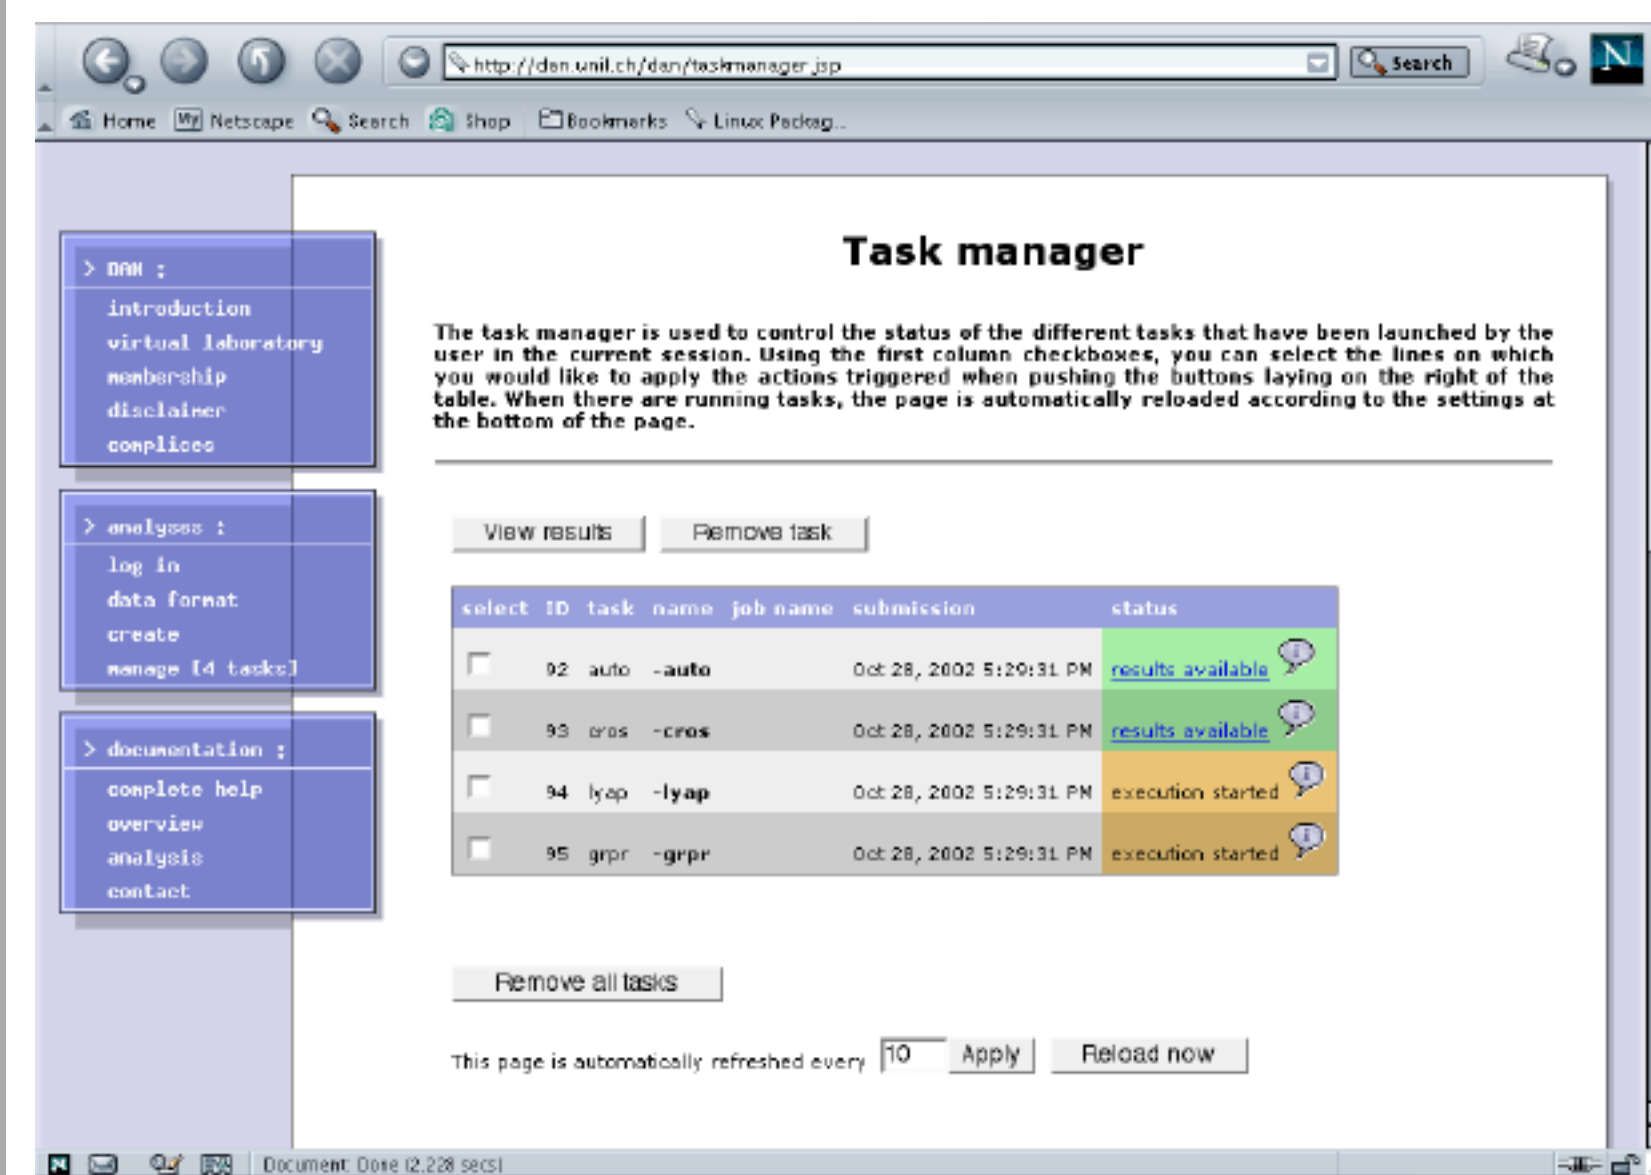 http://dan.unil.ch/dan/taskmanager.jsp
Search
N
Home My Netscape Search Shop Bookmarks Linux Packag...
> DAN :
introduction
virtual laboratory
membership
disclaimer
complices
> analyses :
log in
data format
create
manage [4 tasks]
> documentation :
complete help
overview
analysis
contact
Task manager
The task manager is used to control the status of the different tasks that have been launched by the
user in the current session. Using the first column checkboxes, you can select the lines on which
you would like to apply the actions triggered when pushing the buttons laying on the right of the
table. When there are running tasks, the page is automatically reloaded according to the settings at
the bottom of the page.
View results Remove task
select ID task name job name submission status
92 auto -auto Oct 28, 2002 5:29:31 PM results available
93 cros -cros Oct 28, 2002 5:29:31 PM results available
94 lyap -lyap Oct 28, 2002 5:29:31 PM execution started
95 grpr -grpr Oct 28, 2002 5:29:31 PM execution started
Remove all tasks
This page is automatically refreshed every 10 Apply Reload now
N Document: Done (2.228 secs)